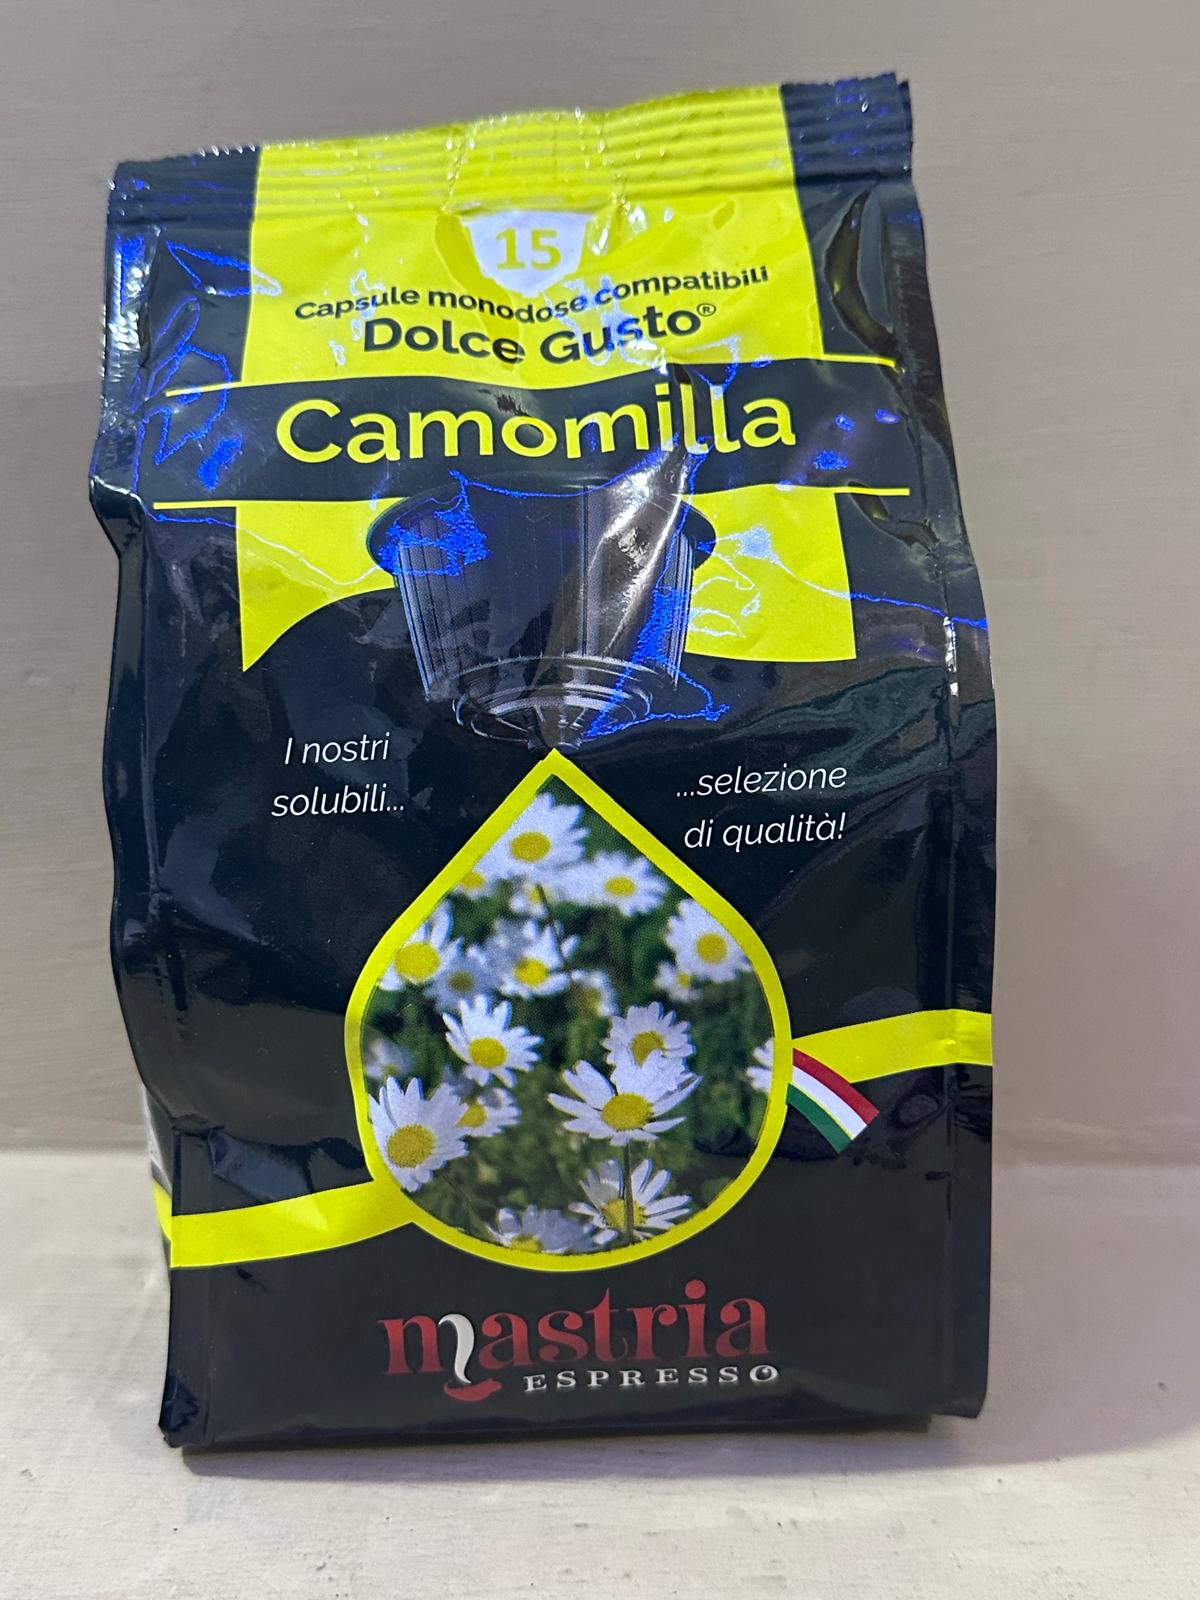 15
Capsule monodose compatibili
Dolce Gusto®
Camomilla
I nostri
solubili...
...selezione
di qualità!
mastria
ESPRESSO